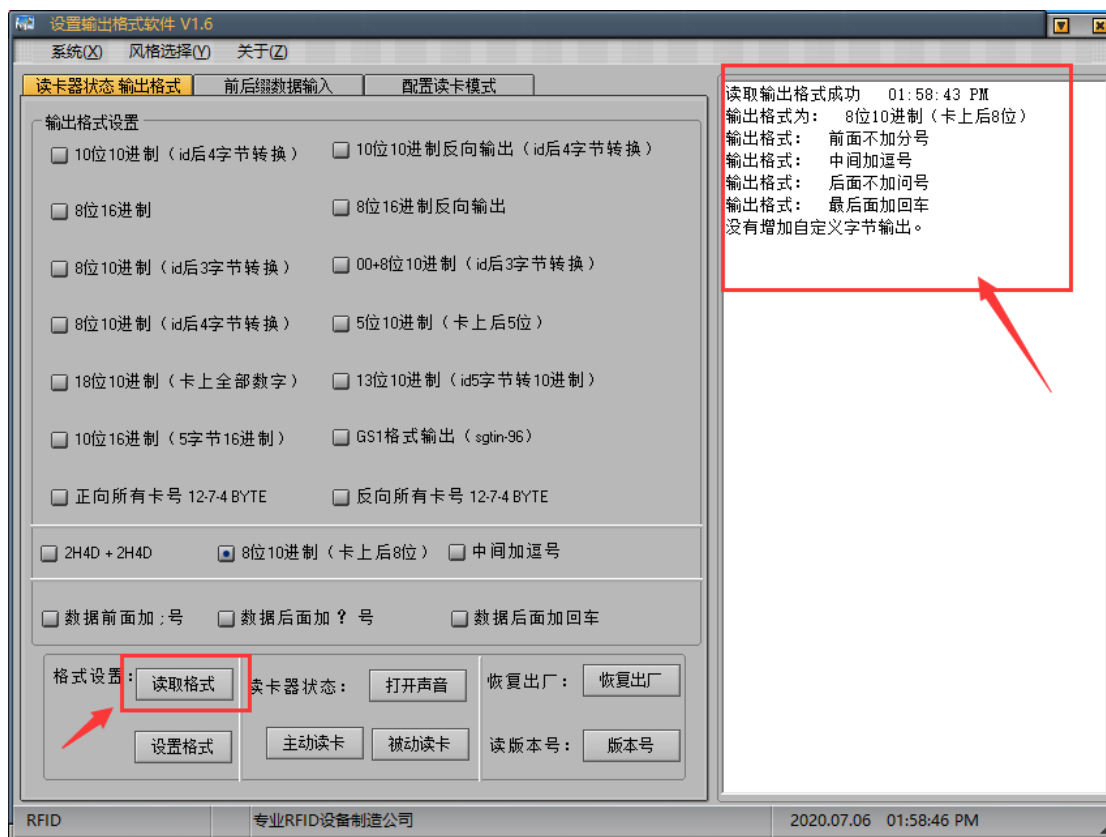 设置输出格式软件 V1.6
系统(X) 风格选择(Y) 关于(Z)
读卡器状态 输出格式 前后缀数据输入 配置读卡模式
输出格式设置
10位10进制（id后4字节转换） 10位10进制反向输出（id后4字节转换）
8位16进制 8位16进制反向输出
8位10进制（id后3字节转换） 00+8位10进制（id后3字节转换）
8位10进制（id后4字节转换） 5位10进制（卡上后5位）
18位10进制（卡上全部数字） 13位10进制（id5字节转10进制）
10位16进制（5字节16进制） GS1格式输出（sgtin-96）
正向所有卡号 12-7-4 BYTE 反向所有卡号 12-7-4 BYTE
2H4D + 2H4D 8位10进制（卡上后8位） 中间加逗号
数据前面加 ; 号 数据后面加 ? 号 数据后面加回车
格式设置: 读取格式 读卡器状态: 打开声音 恢复出厂: 恢复出厂
设置格式 主动读卡 被动读卡 读版本号: 版本号
读取输出格式成功 01:58:43 PM
输出格式为: 8位10进制（卡上后8位）
输出格式: 前面不加分号
输出格式: 中间加逗号
输出格式: 后面不加问号
输出格式: 最后面加回车
没有增加自定义字节输出。
RFID 专业RFID设备制造公司 2020.07.06 01:58:46 PM